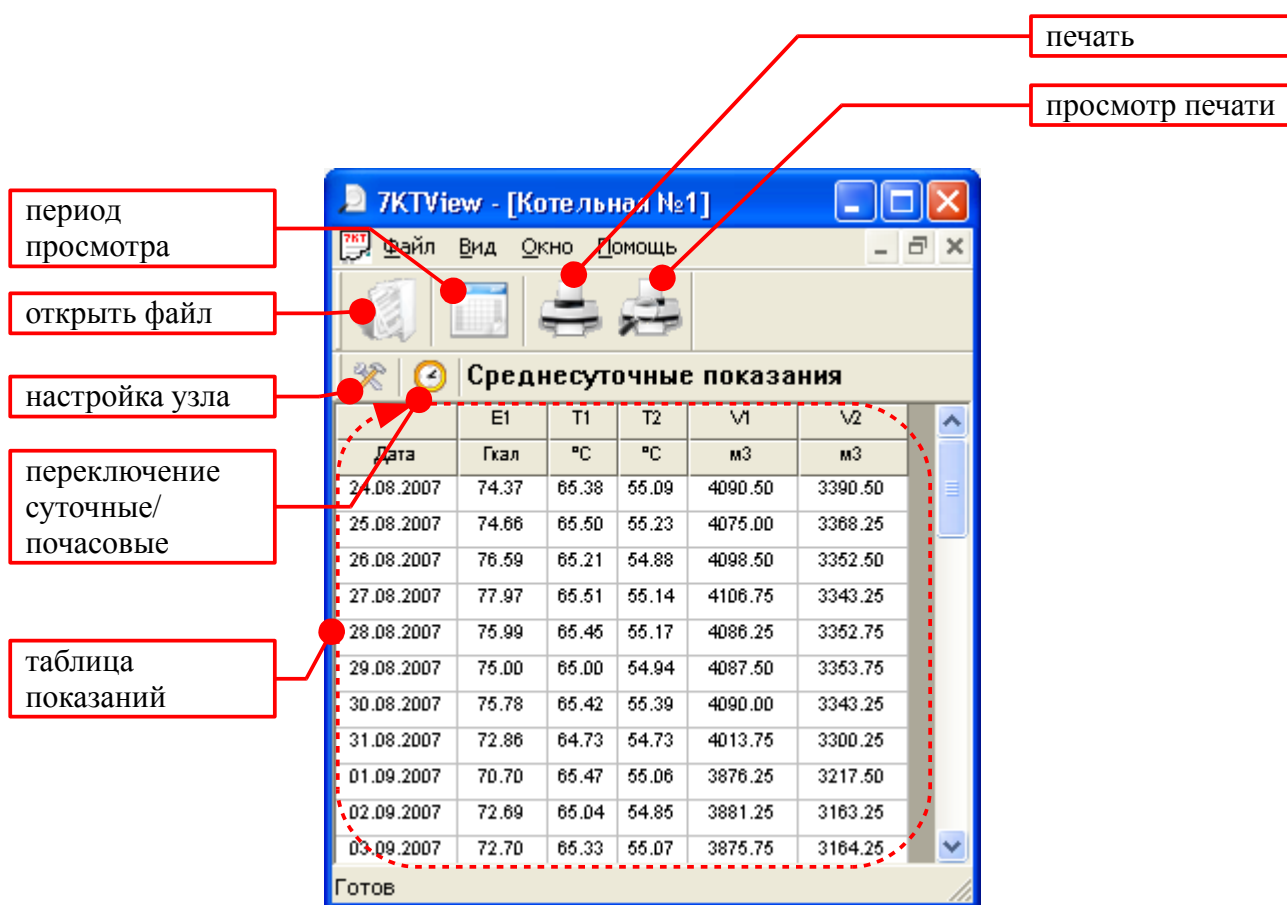 печать
просмотр печати
7KTView - [Котельная №1]
период
просмотра
7КТ Файл Вид Окно Помощь
открыть файл
Среднесуточные показания
настройка узла
E1 T1 T2 V1 V2
Дата Гкал °C °C м3 м3
переключение
суточные/
почасовые
24.08.2007 74.37 65.38 55.09 4090.50 3390.50
25.08.2007 74.66 65.50 55.23 4075.00 3368.25
26.08.2007 76.59 65.21 54.88 4098.50 3352.50
27.08.2007 77.97 65.51 55.14 4106.75 3343.25
28.08.2007 75.99 65.45 55.17 4086.25 3352.75
таблица
показаний
29.08.2007 75.00 65.00 54.94 4087.50 3353.75
30.08.2007 75.78 65.42 55.39 4090.00 3343.25
31.08.2007 72.86 64.73 54.73 4013.75 3300.25
01.09.2007 70.70 65.47 55.06 3876.25 3217.50
02.09.2007 72.69 65.04 54.85 3881.25 3163.25
03.09.2007 72.70 65.33 55.07 3875.75 3164.25
Готов